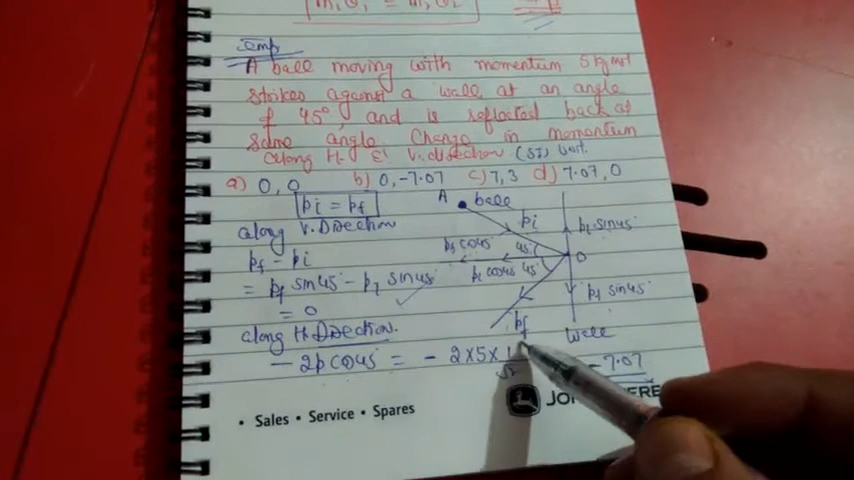 Imp
A ball moving with momentum 5 kg m/s
strikes against a wall at an angle
of 45°, and is reflected back at
same angle. Change in momentum
along H. & V. direction (SI) Unit.
a) 0, 0 b) 0, -7.07 c) 7, 3 d) 7.07, 0
pi = pf
A ball
along V. Direction
pi
pf - pi
pf cos45°
45°
O
pi cos45°
45°
= pf sin45° - pi sin45°
pf sin45°
= 0
pf
Wall
along H. Direction.
- 2p cos45° = - 2×5×1
√2
- 7.07
• Sales • Service • Spares